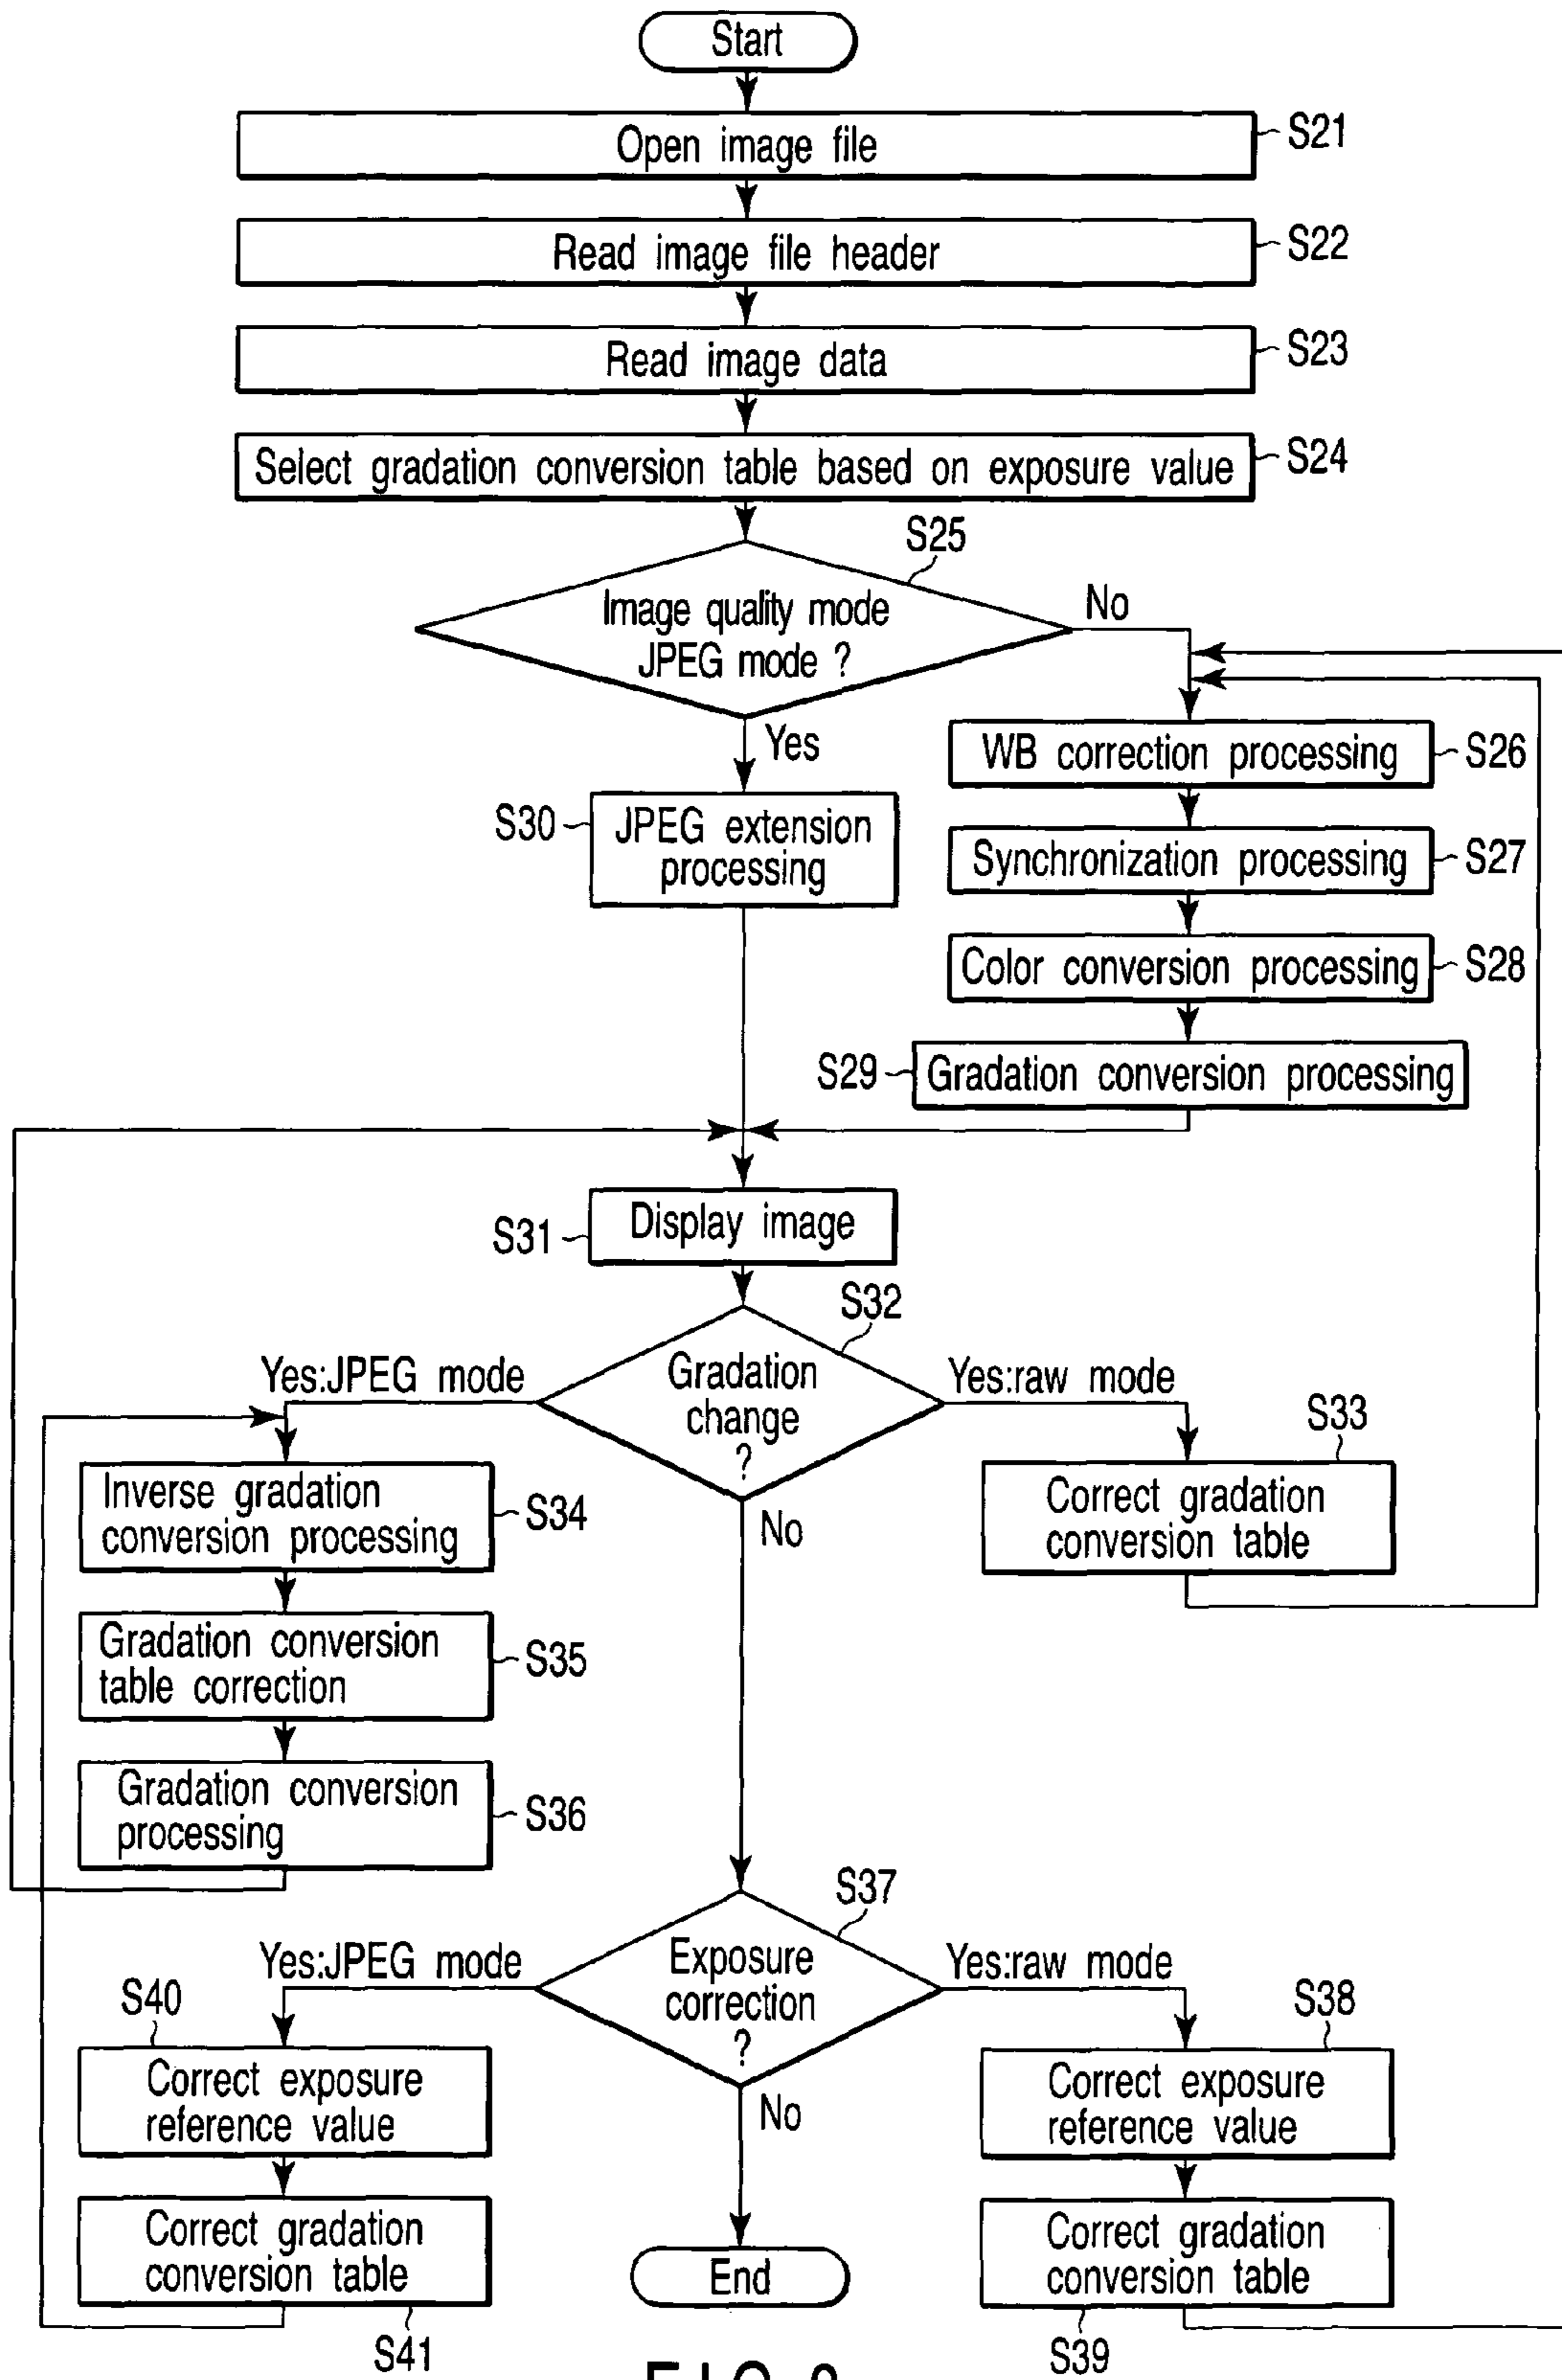 Start
Open image file
S21
Read image file header
S22
Read image data
S23
Select gradation conversion table based on exposure value
S24
S25
Image quality mode
JPEG mode ?
No
Yes
WB correction processing
S26
S30
JPEG extension
processing
Synchronization processing
S27
Color conversion processing
S28
S29
Gradation conversion processing
S31
Display image
S32
Yes:JPEG mode
Gradation
change
?
Yes:raw mode
S33
Inverse gradation
conversion processing
S34
No
Correct gradation
conversion table
Gradation conversion
table correction
S35
Gradation conversion
processing
S36
S37
Yes:JPEG mode
Exposure
correction
?
Yes:raw mode
S40
S38
Correct exposure
reference value
No
Correct exposure
reference value
Correct gradation
conversion table
End
Correct gradation
conversion table
S41
S39